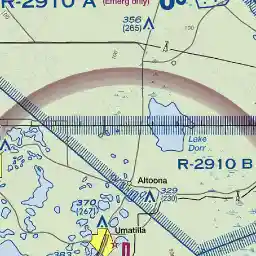 R-2910 A
(Emerg only)
356
(265)
Lake
Dorr
R-2910 B
Altoona
329
(230)
370
(267)
Umatilla